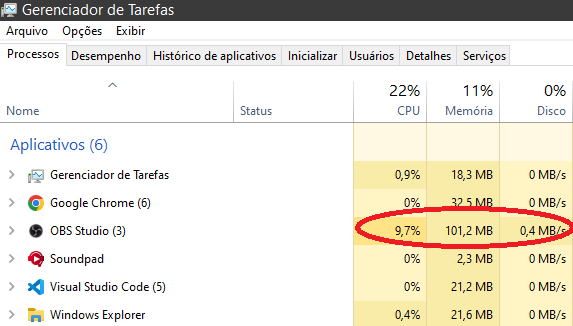 Gerenciador de Tarefas
Arquivo Opções Exibir
Processos Desempenho Histórico de aplicativos Inicializar Usuários Detalhes Serviços
22% 11% 0%
Nome Status CPU Memória Disco
Aplicativos (6)
Gerenciador de Tarefas 0,9% 18,3 MB 0 MB/s
Google Chrome (6) 0% 32,5 MB 0 MB/s
OBS Studio (3) 9,7% 101,2 MB 0,4 MB/s
Soundpad 0% 2,3 MB 0 MB/s
Visual Studio Code (5) 0% 21,2 MB 0 MB/s
Windows Explorer 0,4% 21,6 MB 0 MB/s